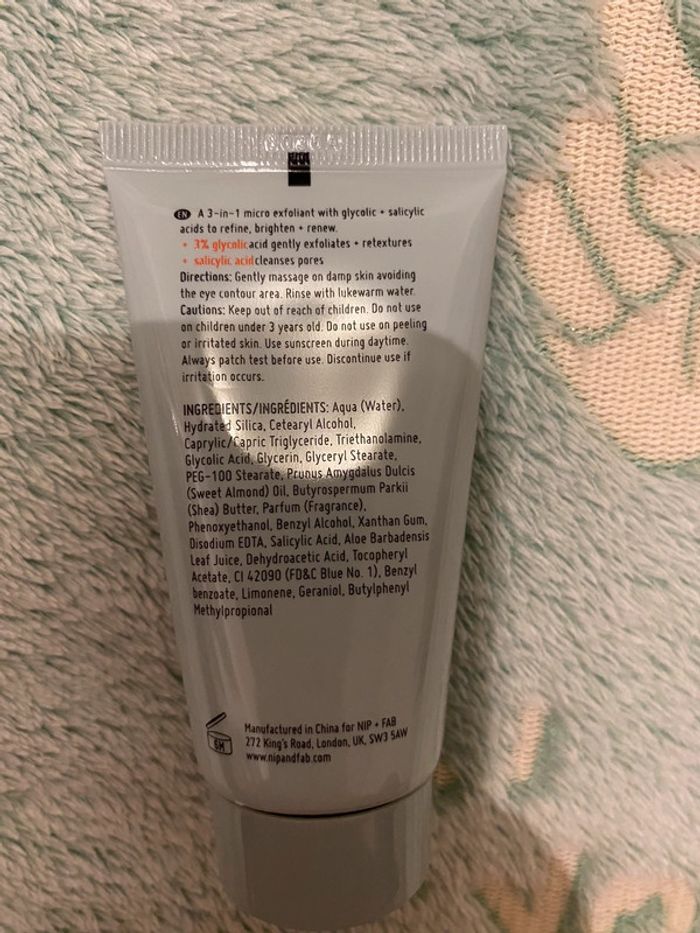 EN A 3-in-1 micro exfoliant with glycolic + salicylic
acids to refine, brighten + renew.
+ 3% glycolic acid gently exfoliates + retextures
+ salicylic acid cleanses pores
Directions: Gently massage on damp skin avoiding
the eye contour area. Rinse with lukewarm water.
Cautions: Keep out of reach of children. Do not use
on children under 3 years old. Do not use on peeling
or irritated skin. Use sunscreen during daytime.
Always patch test before use. Discontinue use if
irritation occurs.
INGREDIENTS/INGRÉDIENTS: Aqua (Water),
Hydrated Silica, Cetearyl Alcohol,
Caprylic/Capric Triglyceride, Triethanolamine,
Glycolic Acid, Glycerin, Glyceryl Stearate,
PEG-100 Stearate, Prunus Amygdalus Dulcis
(Sweet Almond) Oil, Butyrospermum Parkii
(Shea) Butter, Parfum (Fragrance),
Phenoxyethanol, Benzyl Alcohol, Xanthan Gum,
Disodium EDTA, Salicylic Acid, Aloe Barbadensis
Leaf Juice, Dehydroacetic Acid, Tocopheryl
Acetate, CI 42090 (FD&C Blue No. 1), Benzyl
benzoate, Limonene, Geraniol, Butylphenyl
Methylpropional
6M
Manufactured in China for NIP + FAB
272 King's Road, London, UK, SW3 5AW
www.nipandfab.com